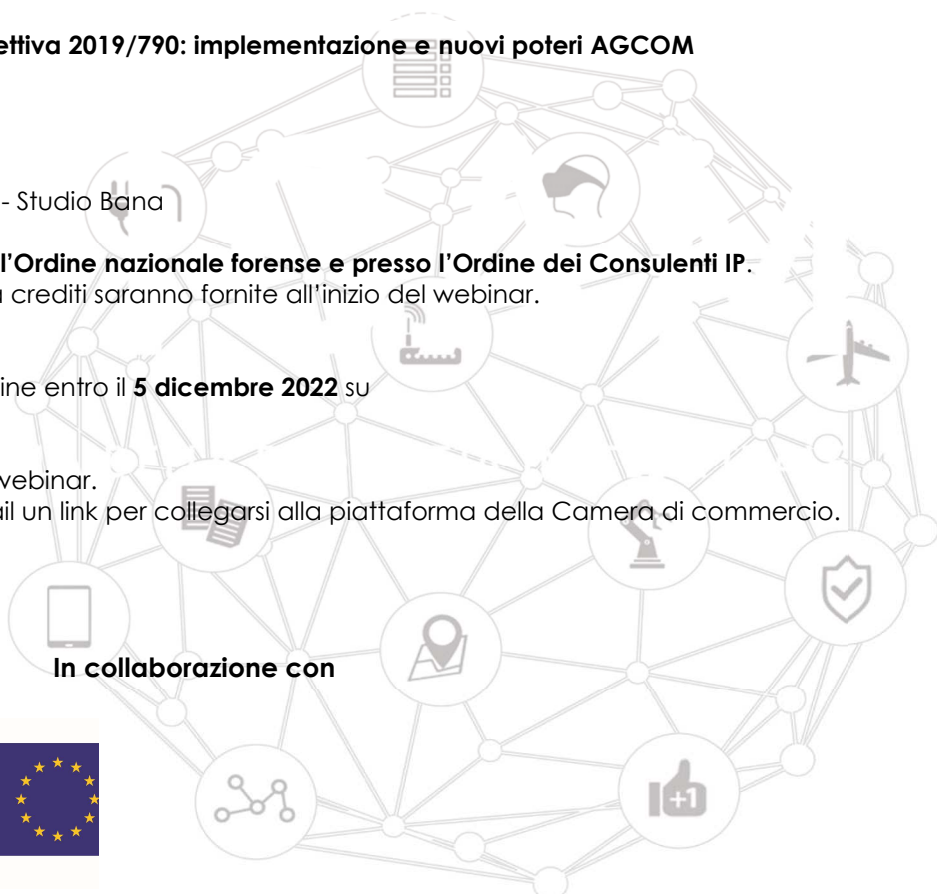 ettiva 2019/790: implementazione e nuovi poteri AGCOM
- Studio Bana
l'Ordine nazionale forense e presso l'Ordine dei Consulenti IP.
crediti saranno fornite all'inizio del webinar.
ine entro il 5 dicembre 2022 su
webinar.
il un link per collegarsi alla piattaforma della Camera di commercio.
In collaborazione con
+1